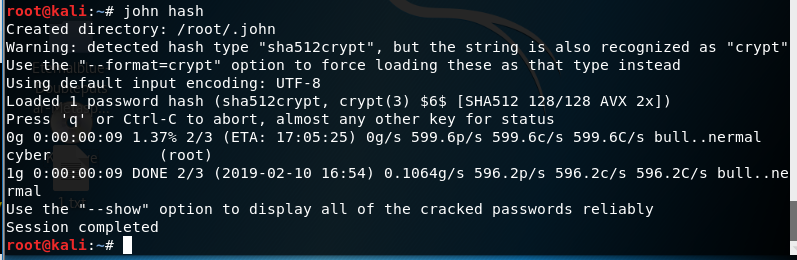 root@kali:~# john hash
Created directory: /root/.john
Warning: detected hash type "sha512crypt", but the string is also recognized as "crypt"
Use the "--format=crypt" option to force loading these as that type instead
Using default input encoding: UTF-8
Loaded 1 password hash (sha512crypt, crypt(3) $6$ [SHA512 128/128 AVX 2x])
Press 'q' or Ctrl-C to abort, almost any other key for status
0g 0:00:00:09 1.37% 2/3 (ETA: 17:05:25) 0g/s 599.6p/s 599.6c/s 599.6C/s bull..nermal
cyber            (root)
1g 0:00:00:09 DONE 2/3 (2019-02-10 16:54) 0.1064g/s 596.2p/s 596.2c/s 596.2C/s bull..ne
rmal
Use the "--show" option to display all of the cracked passwords reliably
Session completed
root@kali:~#